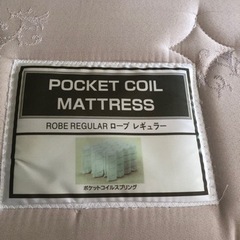 POCKET COIL
MATTRESS
ROBE REGULAR ローブ レギュラー
ポケットコイルスプリング